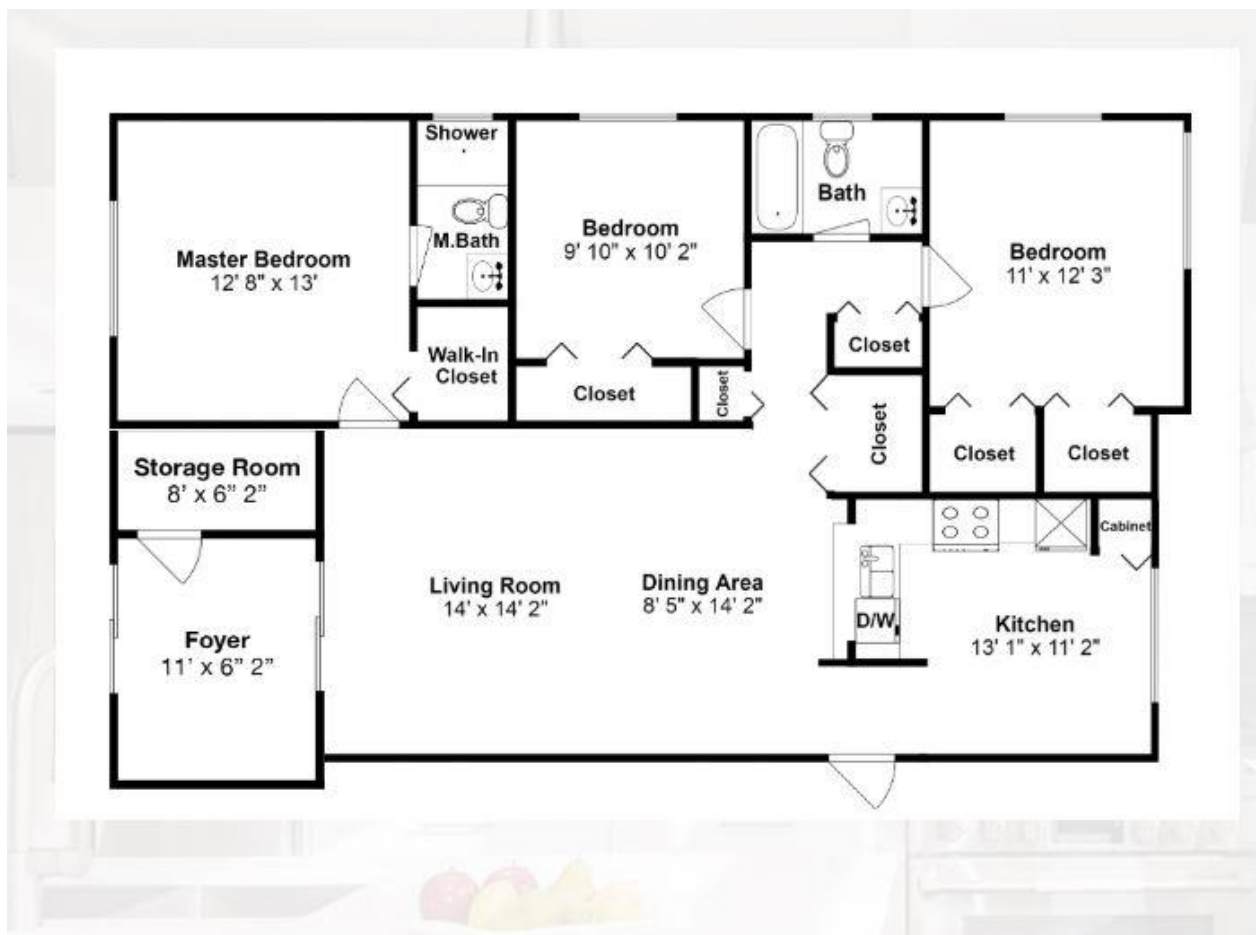 Shower
M.Bath
Master Bedroom
12' 8" x 13'
Bedroom
9' 10" x 10' 2"
Bath
Bedroom
11' x 12' 3"
Walk-In
Closet
Closet
Closet
Closet
Closet
Closet
Closet
Storage Room
8' x 6” 2”
Cabinet
Living Room
14' x 14' 2"
Dining Area
8' 5" x 14' 2"
D/W
Kitchen
13' 1" x 11' 2"
Foyer
11' x 6” 2”